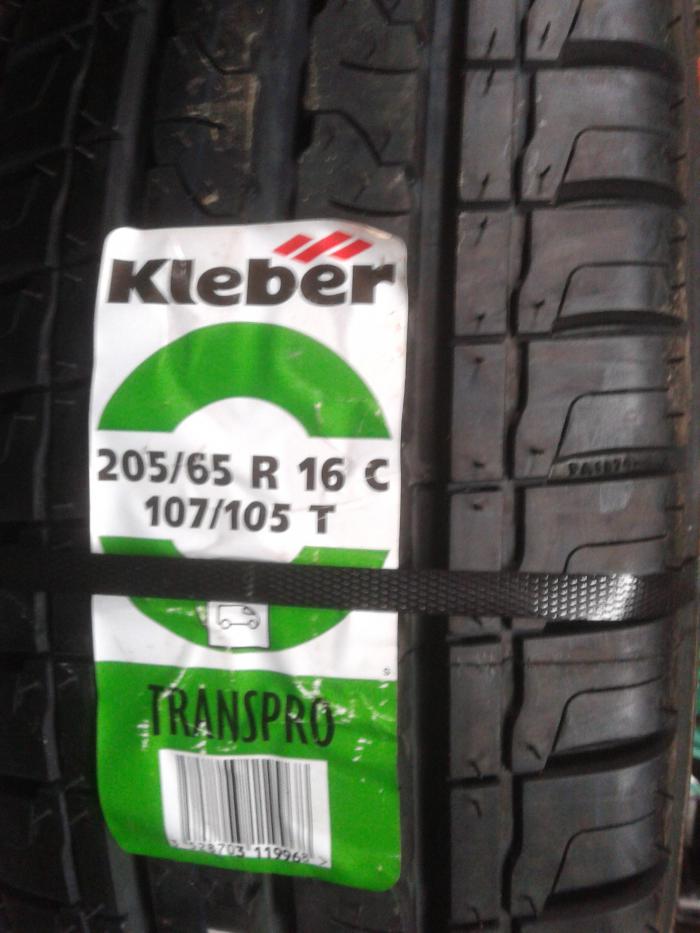 Kleber
205/65 R 16 C
107/105 T
TRANSPRO